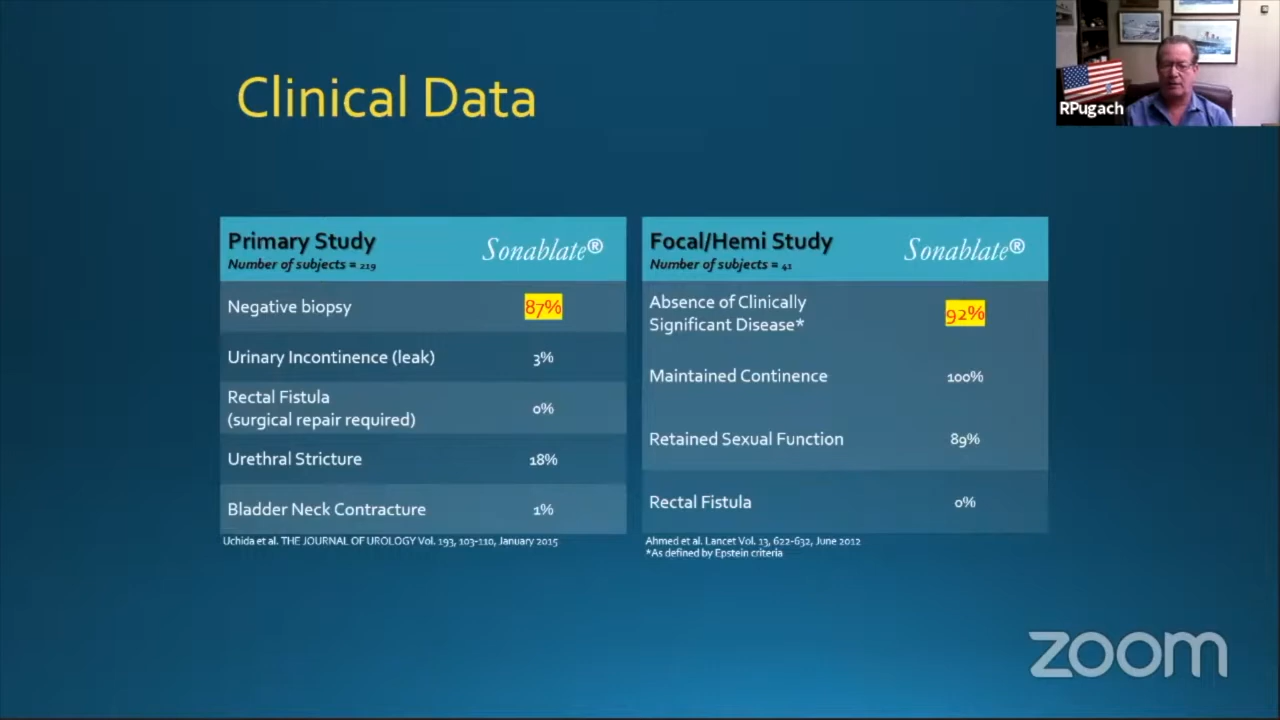 Clinical Data
RPugach
Primary Study
Number of subjects = 219
Sonablate®
Negative biopsy 87%
Urinary Incontinence (leak) 3%
Rectal Fistula
(surgical repair required) 0%
Urethral Stricture 18%
Bladder Neck Contracture 1%
Uchida et al. THE JOURNAL OF UROLOGY Vol. 193, 103-110, January 2015
Focal/Hemi Study
Number of subjects = 41
Sonablate®
Absence of Clinically
Significant Disease* 92%
Maintained Continence 100%
Retained Sexual Function 89%
Rectal Fistula 0%
Ahmed et al. Lancet Vol. 13, 622-632, June 2012
*As defined by Epstein criteria
zoom